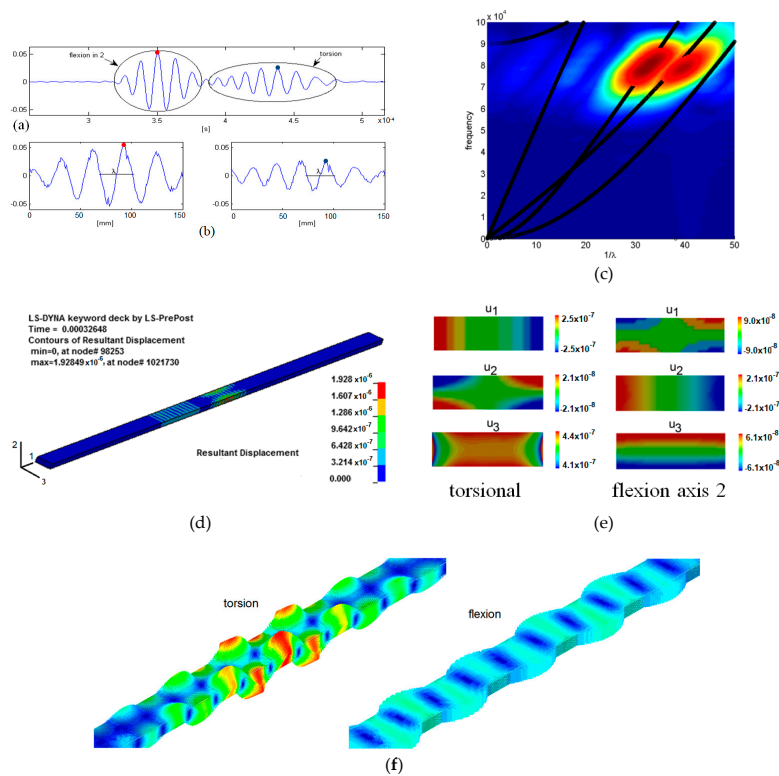 flexion in 2
torsion
0.05
0
-0.05
3
3.5
4
4.5
5
x10-4
[s]
(a)
0.05
0
-0.05
0
50
100
150
[mm]
λ
0.05
0
-0.05
0
50
100
150
[mm]
λ
(b)
x 10⁴
10
9
8
7
6
5
4
3
2
1
0
frequency
0
10
20
30
40
50
1/λ
(c)
LS-DYNA keyword deck by LS-PrePost
Time = 0.00032648
Contours of Resultant Displacement
min=0, at node# 98253
max=1.92849 x10-6, at node# 1021730
2
1
3
1.928 x10-6
1.607 x10-6
1.286 x10-6
9.642 x10-7
6.428 x10-7
3.214 x10-7
0.000
Resultant Displacement
(d)
u1
2.5x10-7
-2.5x10-7
u2
2.1x10-8
-2.1x10-8
u3
4.4x10-7
4.1x10-7
torsional
u1
9.0x10-8
-9.0x10-8
u2
2.1x10-7
-2.1x10-8
u3
6.1x10-8
-6.1x10-8
flexion axis 2
(e)
torsion
flexion
(f)